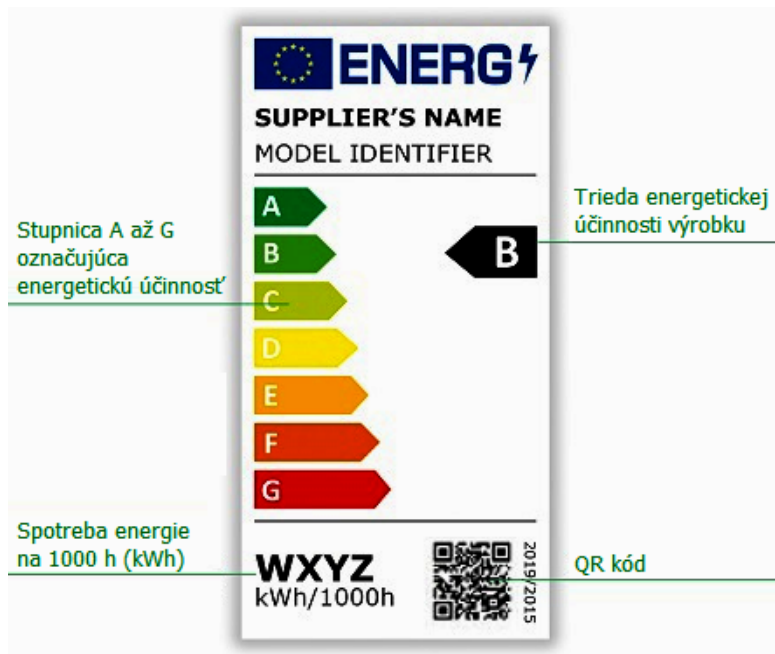 ENERG
SUPPLIER'S NAME
MODEL IDENTIFIER
A
B
C
D
E
F
G
B
Stupnica A až G
označujúca
energetickú účinnosť
Trieda energetickej
účinnosti výrobku
Spotreba energie
na 1000 h (kWh)
WXYZ
kWh/1000h
2019/2015
QR kód